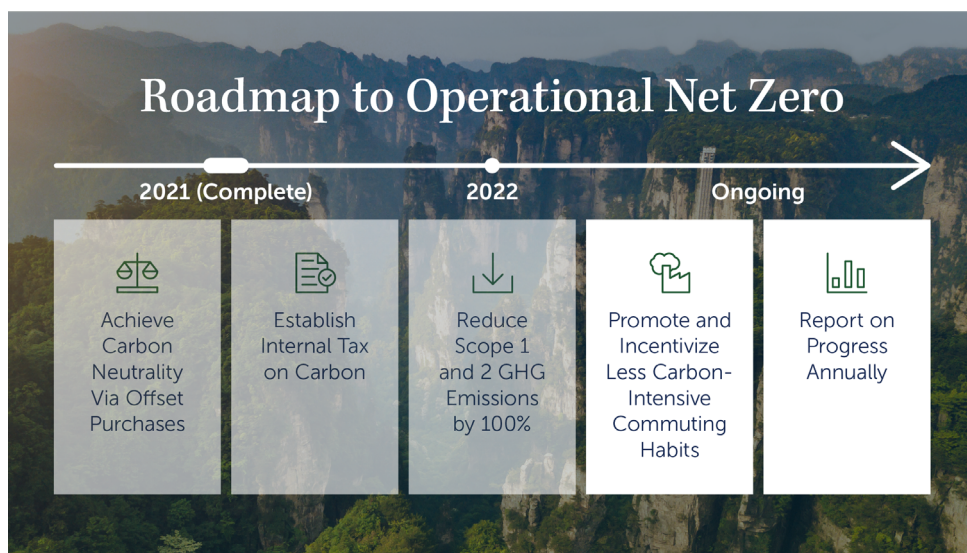 Roadmap to Operational Net Zero
2021 (Complete)
2022
Ongoing
Achieve
Carbon
Neutrality
Via Offset
Purchases
Establish
Internal Tax
on Carbon
Reduce
Scope 1
and 2 GHG
Emissions
by 100%
Promote and
Incentivize
Less Carbon-
Intensive
Commuting
Habits
Report on
Progress
Annually